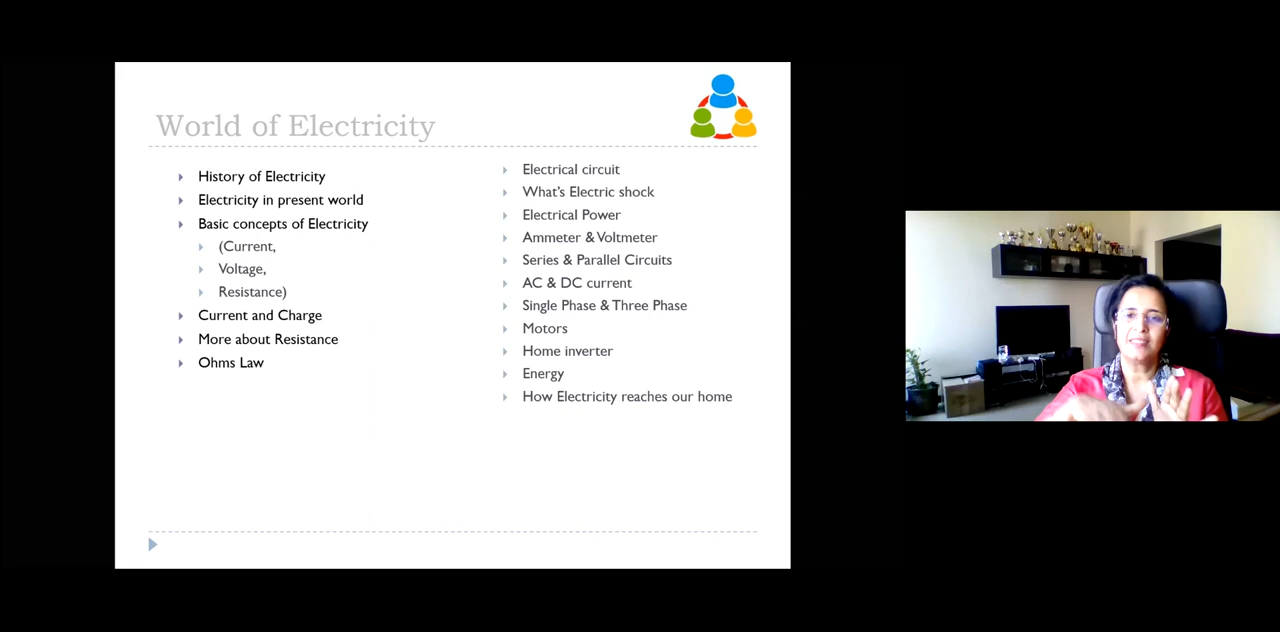 World of Electricity
History of Electricity
Electricity in present world
Basic concepts of Electricity
(Current,
Voltage,
Resistance)
Current and Charge
More about Resistance
Ohms Law
Electrical circuit
What's Electric shock
Electrical Power
Ammeter & Voltmeter
Series & Parallel Circuits
AC & DC current
Single Phase & Three Phase
Motors
Home inverter
Energy
How Electricity reaches our home